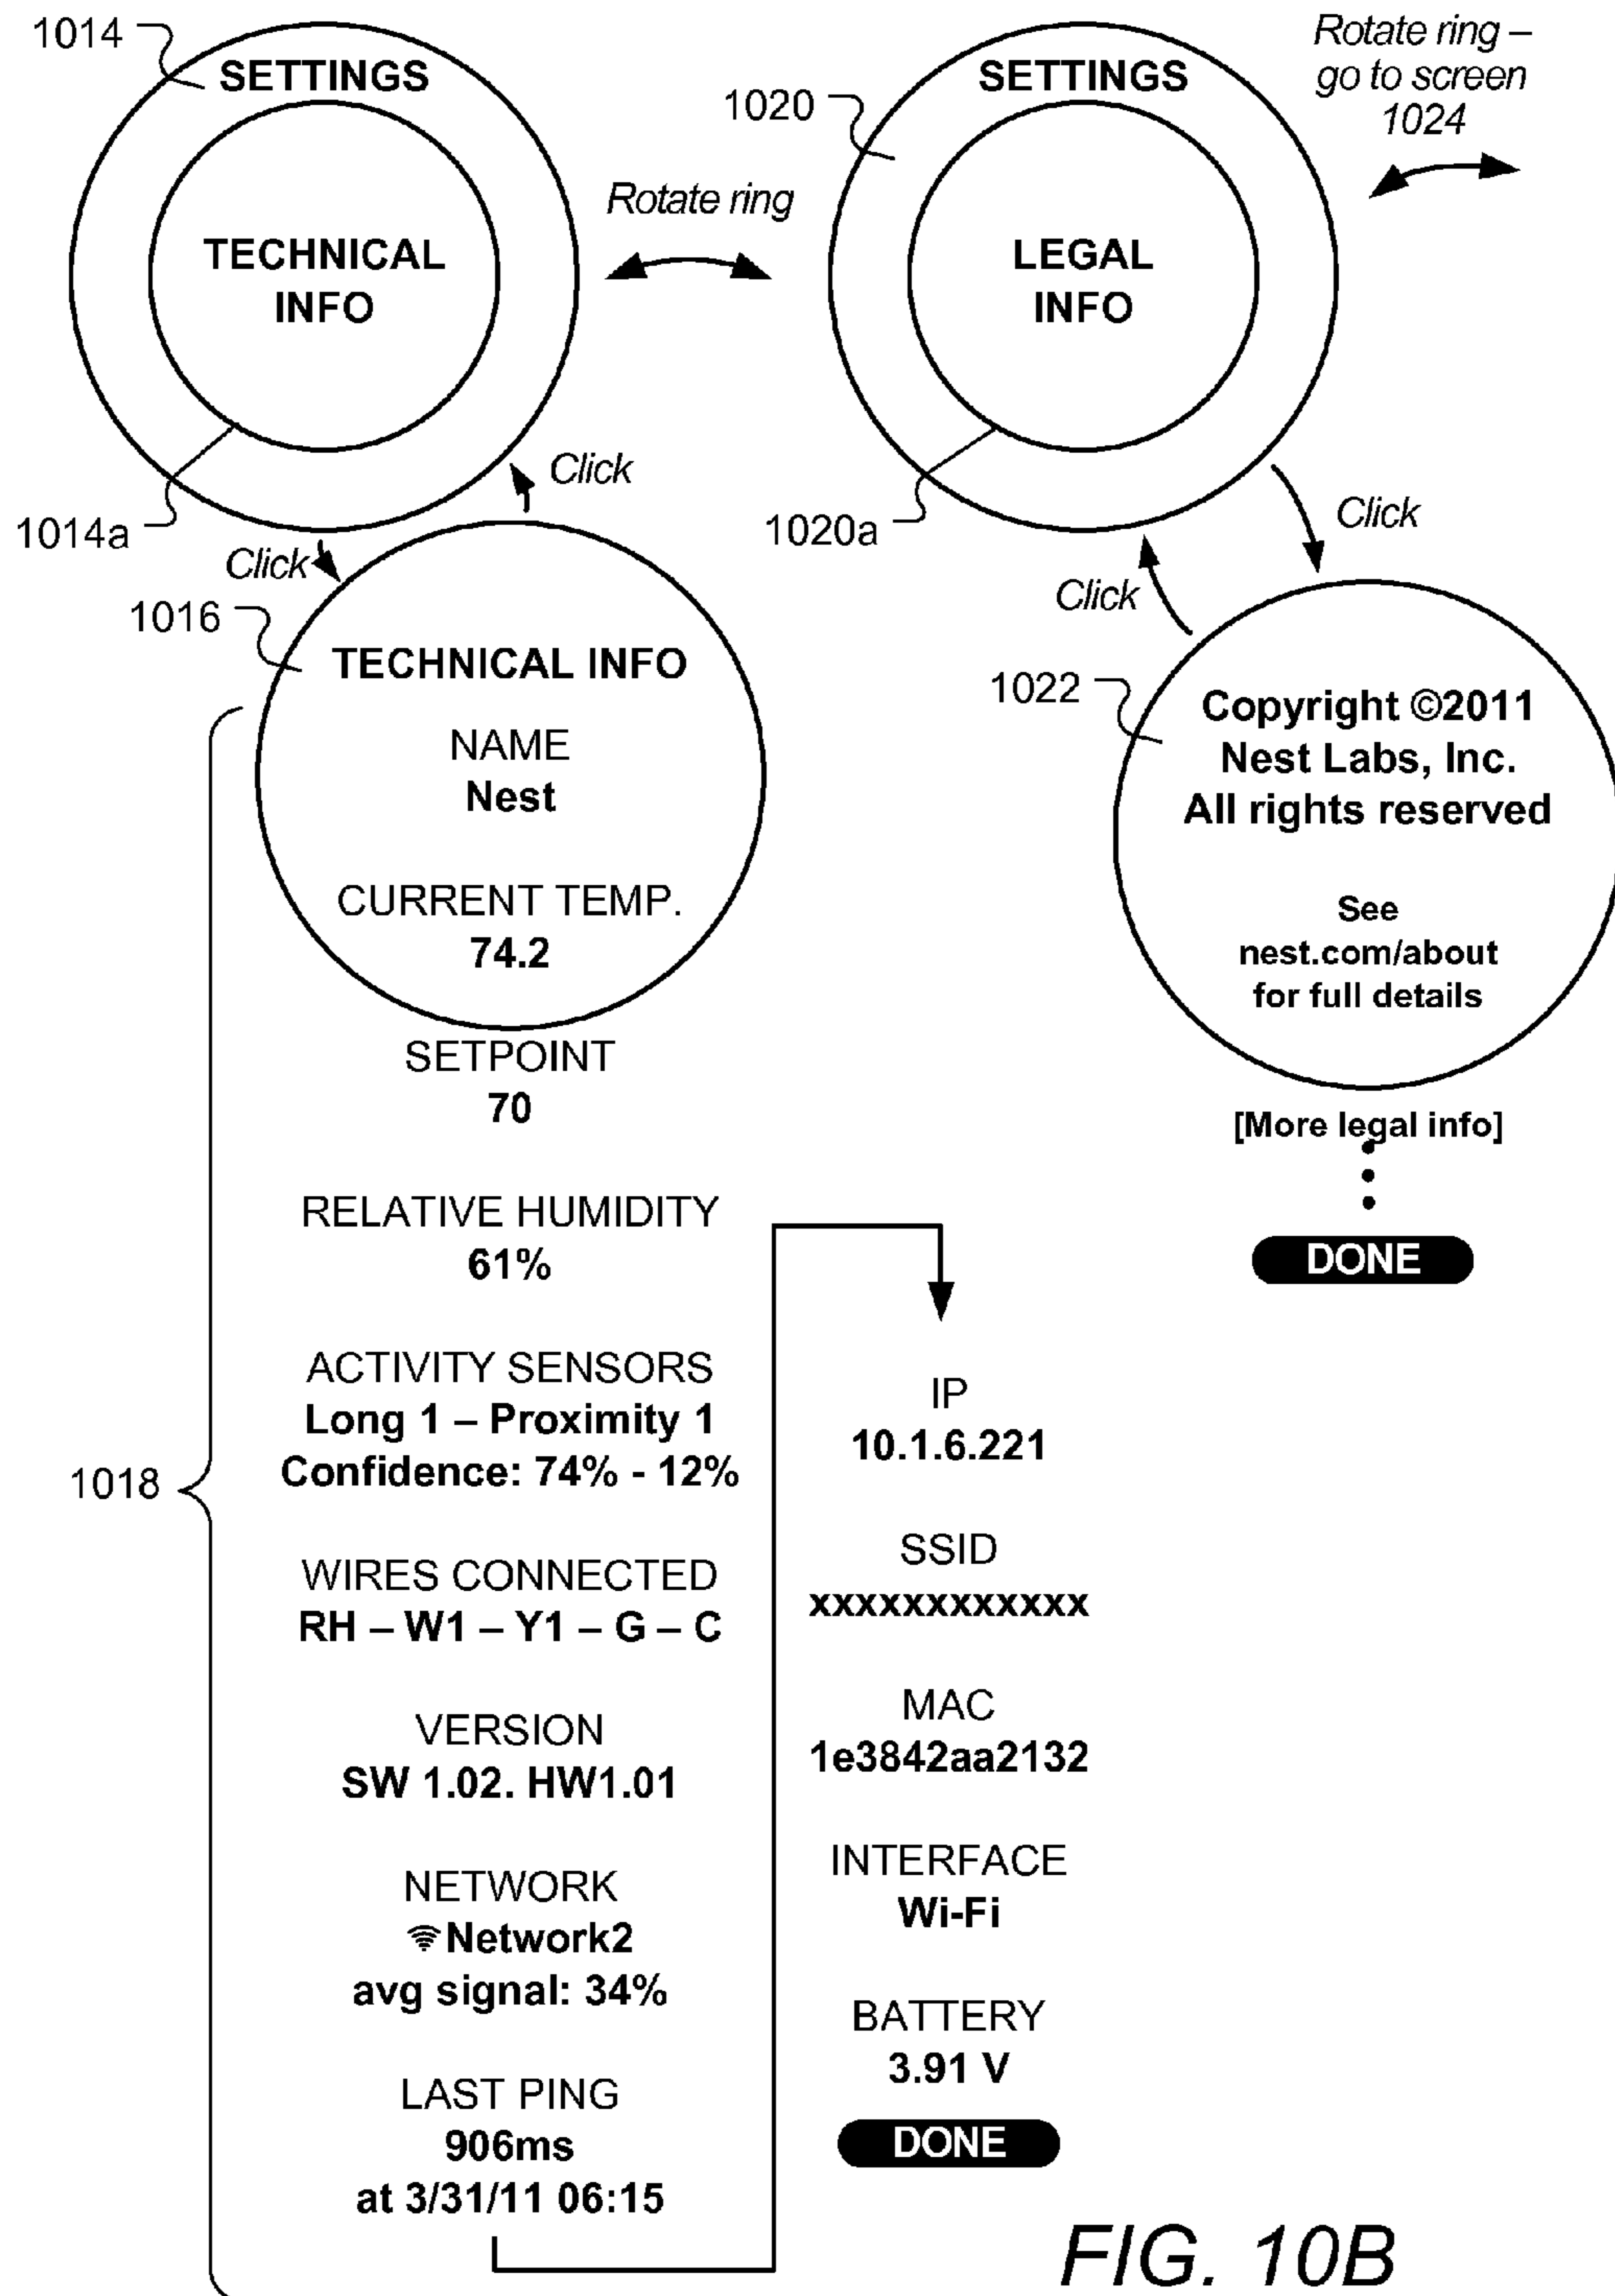 1014
SETTINGS
TECHNICAL
INFO
1014a
Rotate ring
1020
SETTINGS
LEGAL
INFO
1020a
Rotate ring –
go to screen
1024
Click
Click
1016
TECHNICAL INFO
NAME
Nest
CURRENT TEMP.
74.2
SETPOINT
70
RELATIVE HUMIDITY
61%
ACTIVITY SENSORS
Long 1 – Proximity 1
Confidence: 74% - 12%
1018
WIRES CONNECTED
RH – W1 – Y1 – G – C
VERSION
SW 1.02. HW1.01
NETWORK
Network2
avg signal: 34%
LAST PING
906ms
at 3/31/11 06:15
IP
10.1.6.221
SSID
xxxxxxxxxxxx
MAC
1e3842aa2132
INTERFACE
Wi-Fi
BATTERY
3.91 V
DONE
Click
Click
1022
Copyright ©2011
Nest Labs, Inc.
All rights reserved
See
nest.com/about
for full details
[More legal info]
DONE
FIG. 10B